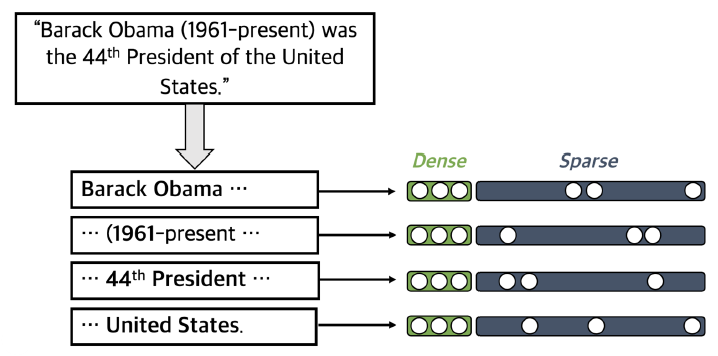 “Barack Obama (1961-present) was
the 44th President of the United
States.”
Dense Sparse
Barack Obama ⋯
⋯ (1961-present ⋯
⋯ 44th President ⋯
⋯ United States.